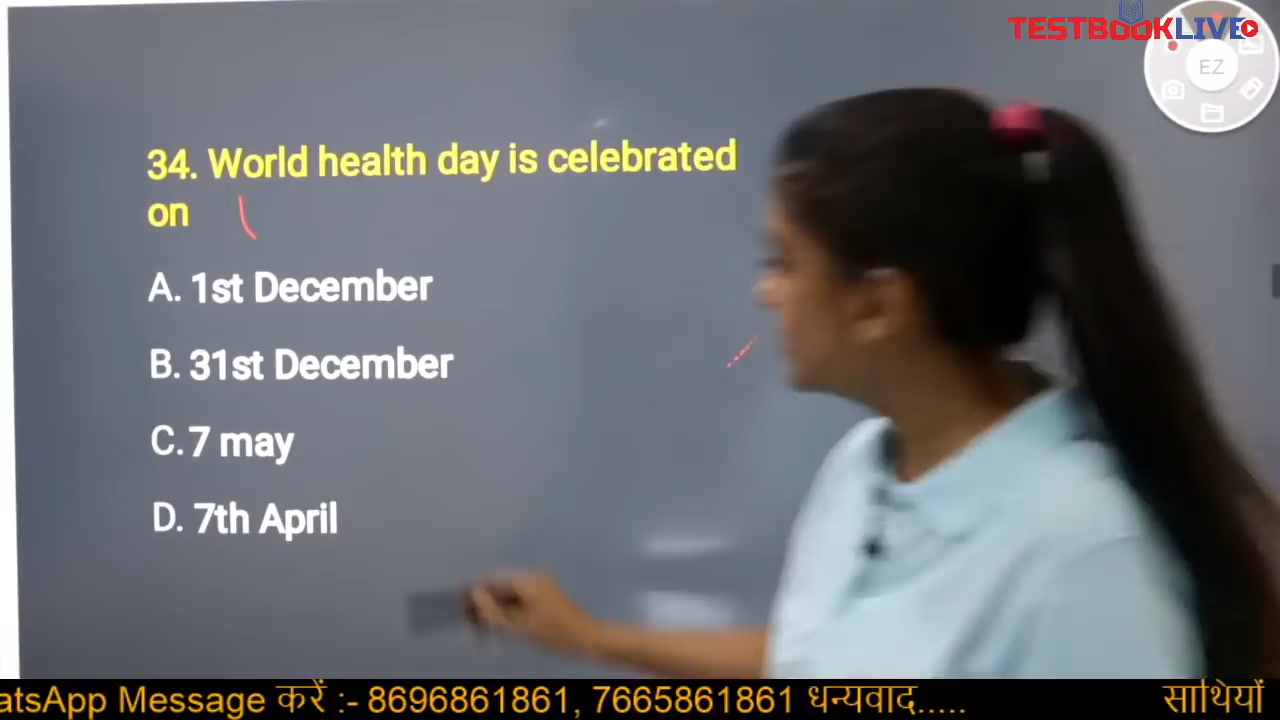 TESTBOOKLIVE
EZ
34. World health day is celebrated
on
A. 1st December
B. 31st December
C. 7 may
D. 7th April
atsApp Message करें :- 8696861861, 7665861861 धन्यवाद..... साथियों